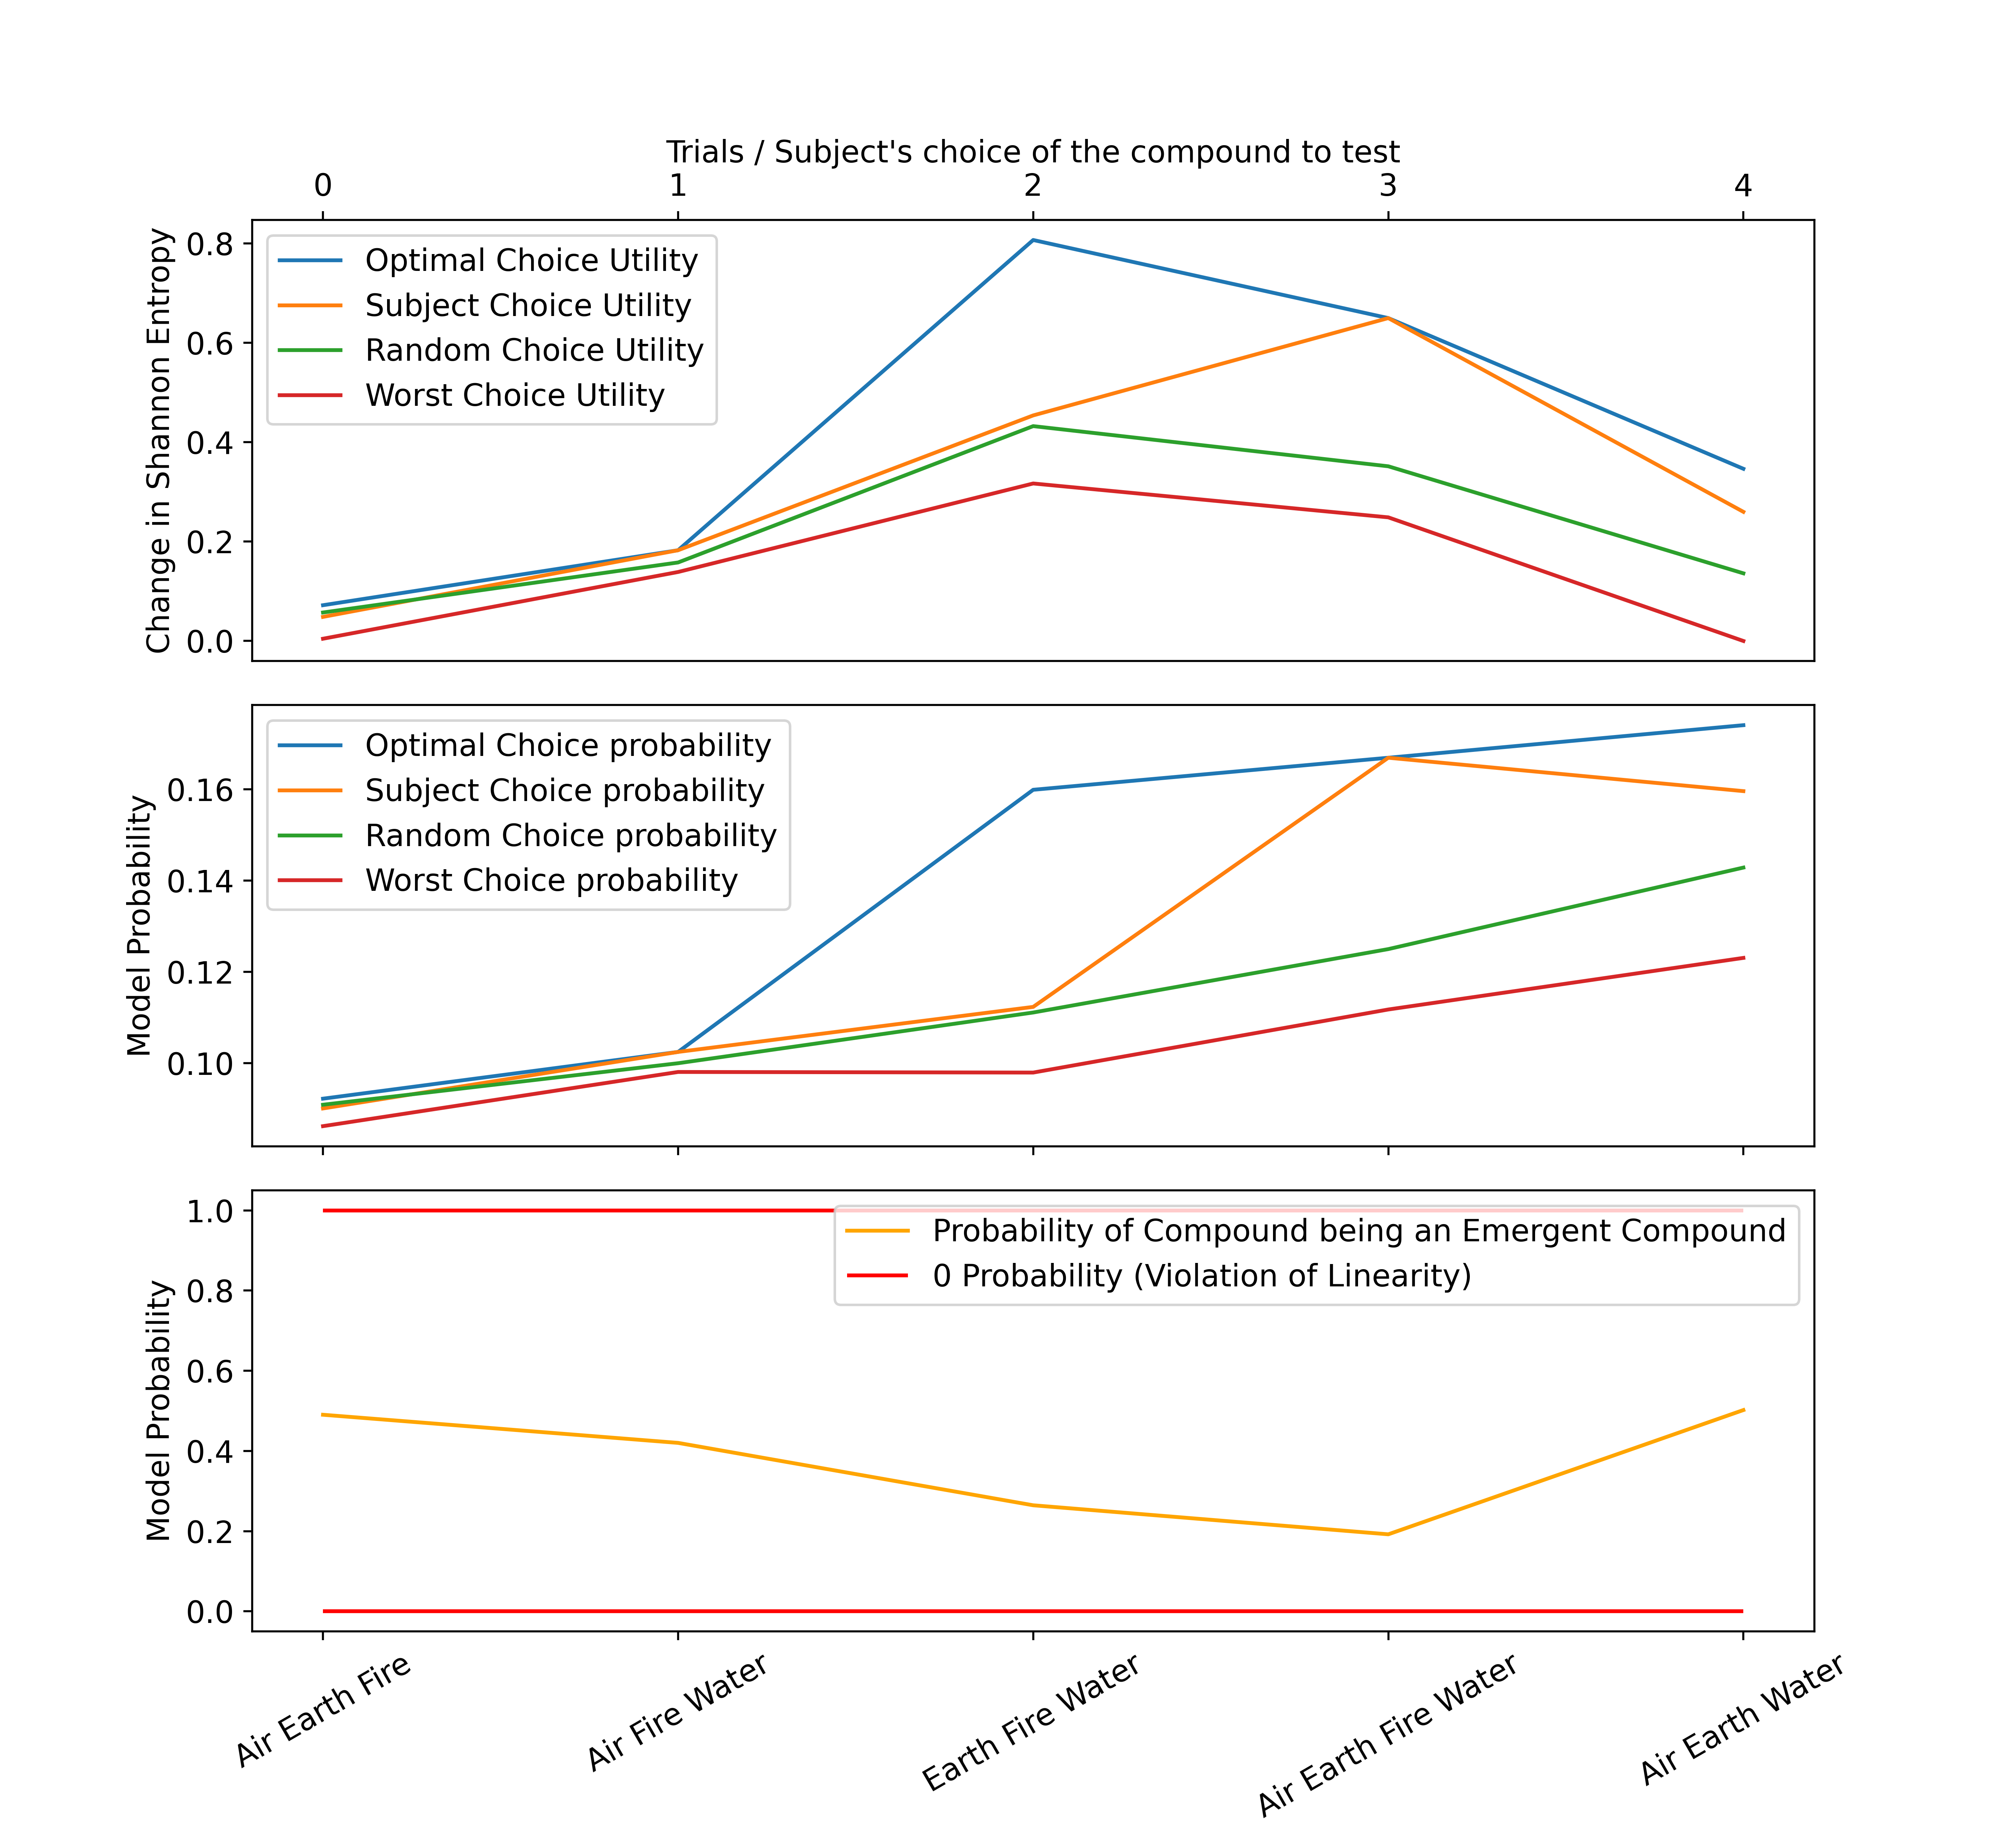 Trials / Subject's choice of the compound to test
0 1 2 3 4
Change in Shannon Entropy
0.8
0.6
0.4
0.2
0.0
Optimal Choice Utility
Subject Choice Utility
Random Choice Utility
Worst Choice Utility
Model Probability
0.16
0.14
0.12
0.10
Optimal Choice probability
Subject Choice probability
Random Choice probability
Worst Choice probability
Model Probability
1.0
0.8
0.6
0.4
0.2
0.0
Probability of Compound being an Emergent Compound
0 Probability (Violation of Linearity)
Air Earth Fire
Air Fire Water
Earth Fire Water
Air Earth Fire Water
Air Earth Water